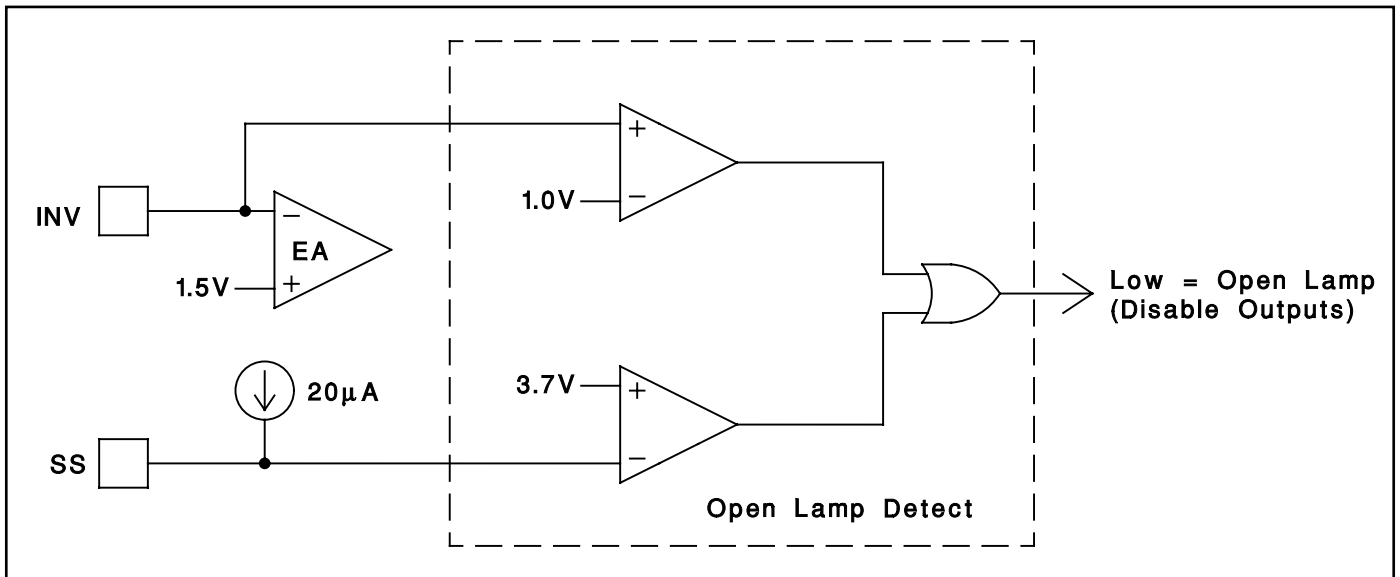 INV
EA
1.5V
1.0V
+
−
−
+
20µA
SS
3.7V
+
−
Open Lamp Detect
Low = Open Lamp
(Disable Outputs)